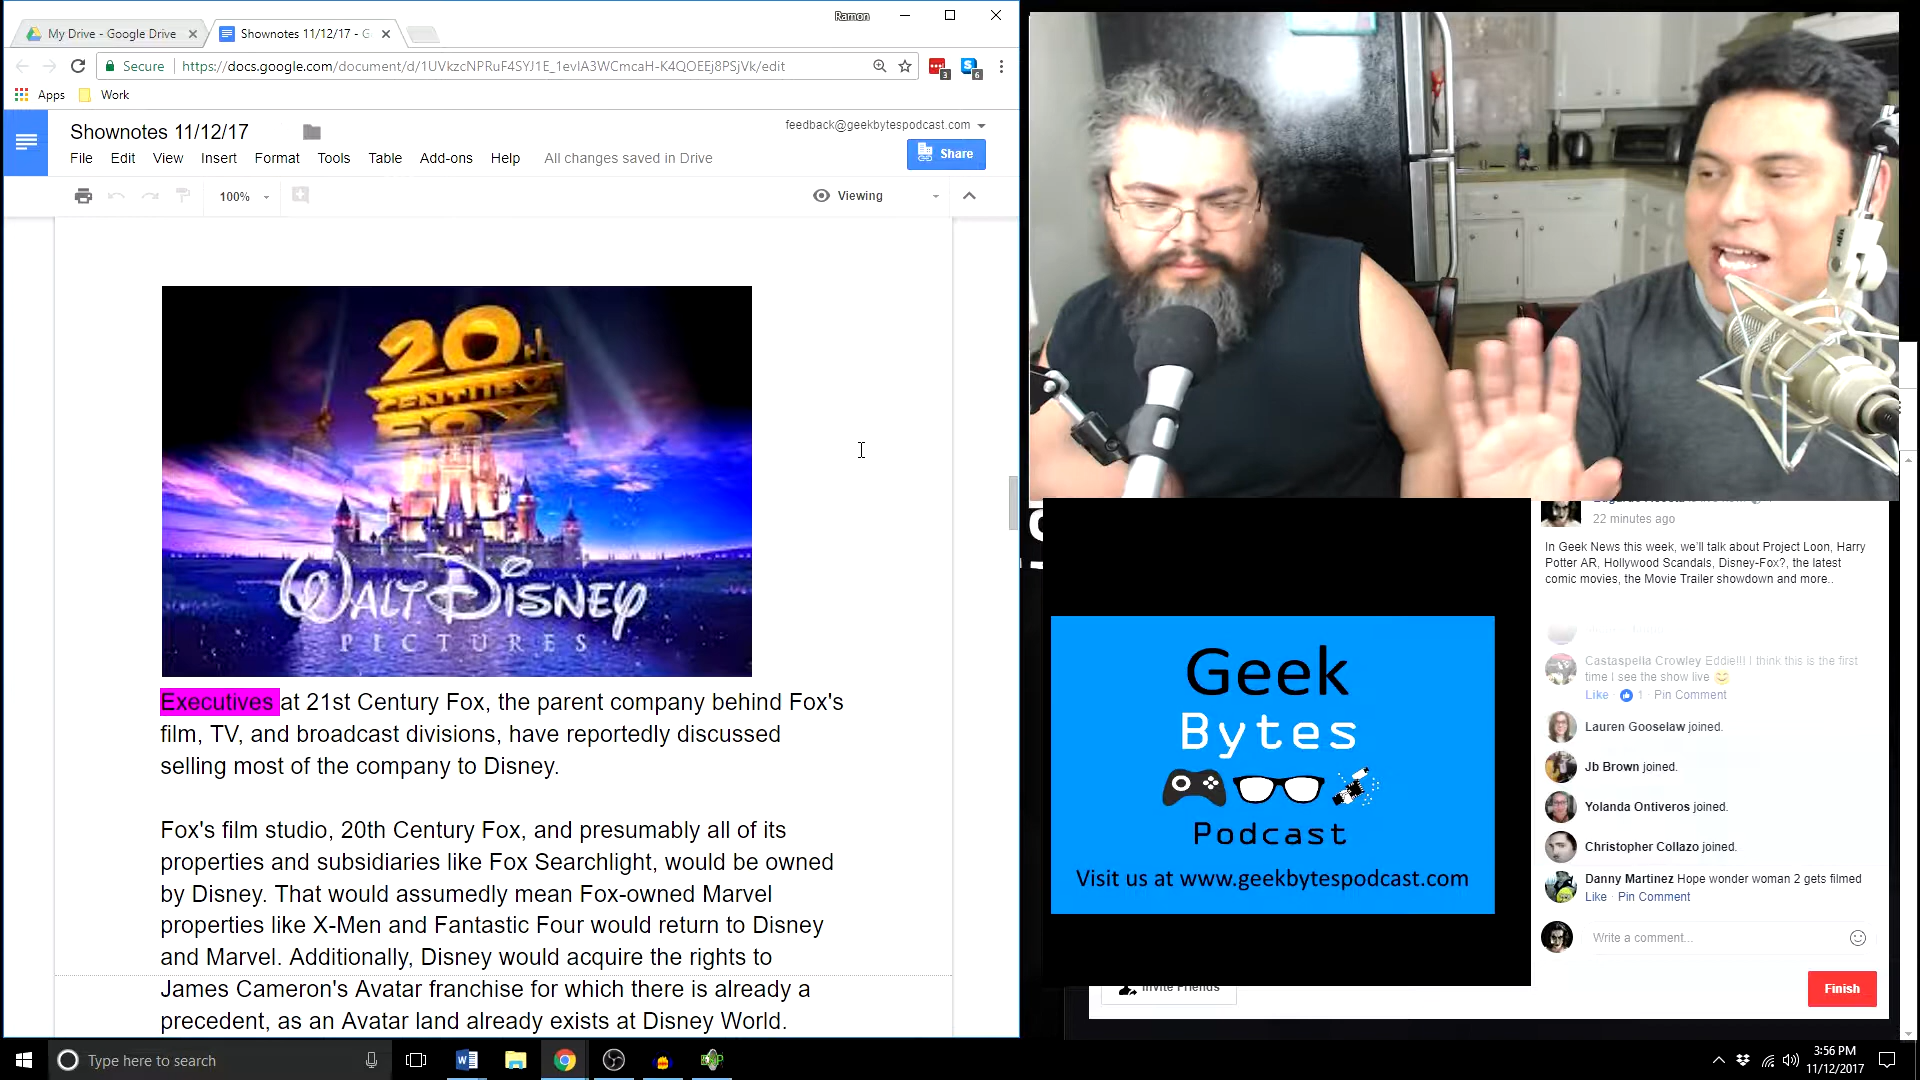 Ramon
My Drive - Google Drive
Shownotes 11/12/17 - G
Secure
https://docs.google.com/document/d/1UVkzcNPRuF4SYJ1E_1evIA3WCmcaH-K4QOEEj8PSjVk/edit
3
6
Apps
Work
Shownotes 11/12/17
feedback@geekbytespodcast.com
File Edit View Insert Format Tools Table Add-ons Help All changes saved in Drive
Share
100%
Viewing
20th
CENTURY
FOX
WALT DISNEY
PICTURES
Executives at 21st Century Fox, the parent company behind Fox's
film, TV, and broadcast divisions, have reportedly discussed
selling most of the company to Disney.
Fox's film studio, 20th Century Fox, and presumably all of its
properties and subsidiaries like Fox Searchlight, would be owned
by Disney. That would assumedly mean Fox-owned Marvel
properties like X-Men and Fantastic Four would return to Disney
and Marvel. Additionally, Disney would acquire the rights to
James Cameron's Avatar franchise for which there is already a
precedent, as an Avatar land already exists at Disney World.
Geek
Bytes
Podcast
Visit us at www.geekbytespodcast.com
22 minutes ago
In Geek News this week, we'll talk about Project Loon, Harry
Potter AR, Hollywood Scandals, Disney-Fox?, the latest
comic movies, the Movie Trailer showdown and more..
Castaspella Crowley Eddie!!! I think this is the first
time I see the show live
Like · 1 · Pin Comment
Lauren Gooselaw joined.
Jb Brown joined.
Yolanda Ontiveros joined.
Christopher Collazo joined.
Danny Martinez Hope wonder woman 2 gets filmed
Like · Pin Comment
Write a comment...
Invite Friends
Finish
Type here to search
3:56 PM
11/12/2017